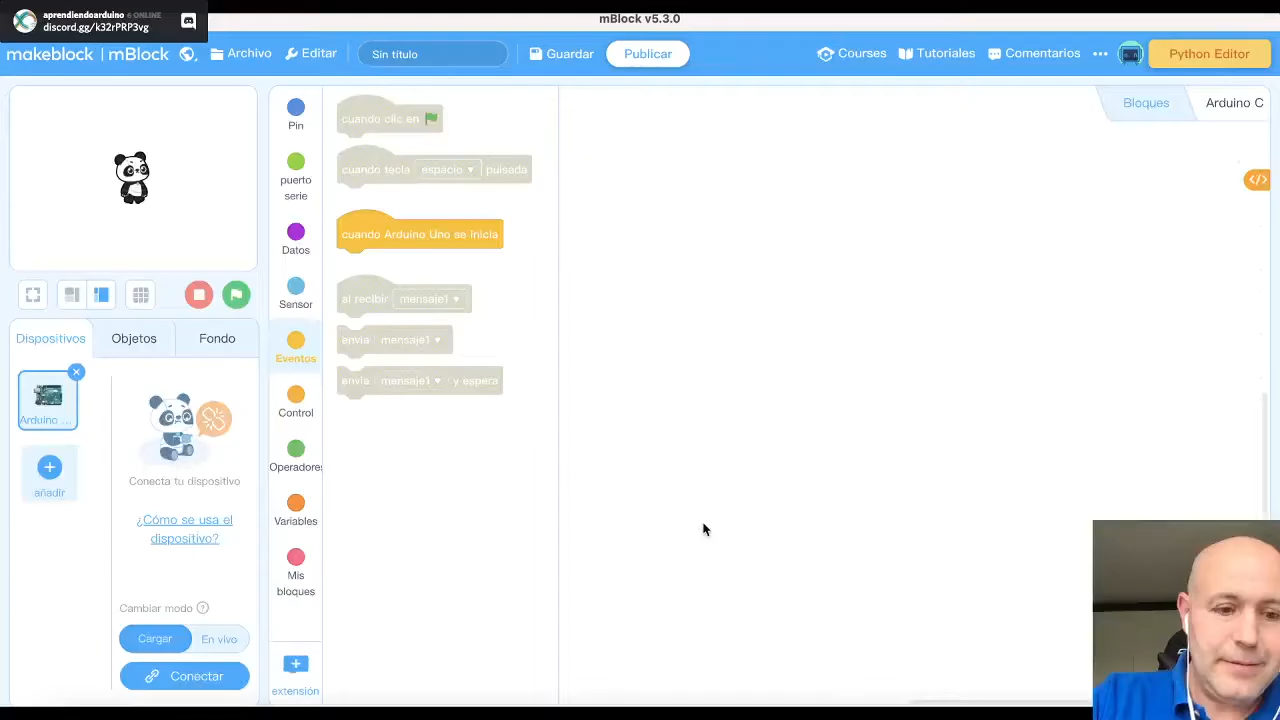 aprendiendoarduino 6 ONLINE
discord.gg/k32rPRP3vg
mBlock v5.3.0
makeblock | mBlock
Archivo
Editar
Sin título
Guardar
Publicar
Courses
Tutoriales
Comentarios
Python Editor
Bloques
Arduino C
Pin
puerto
serie
Datos
Sensor
Eventos
Control
Operadores
Variables
Mis
bloques
extensión
cuando clic en
cuando tecla espacio ▾ pulsada
cuando Arduino Uno se inicia
al recibir mensaje1 ▾
envía mensaje1 ▾
envía mensaje1 ▾ y espera
</>
Dispositivos
Objetos
Fondo
Arduino ...
añadir
Conecta tu dispositivo
¿Cómo se usa el
dispositivo?
Cambiar modo ?
Cargar
En vivo
Conectar